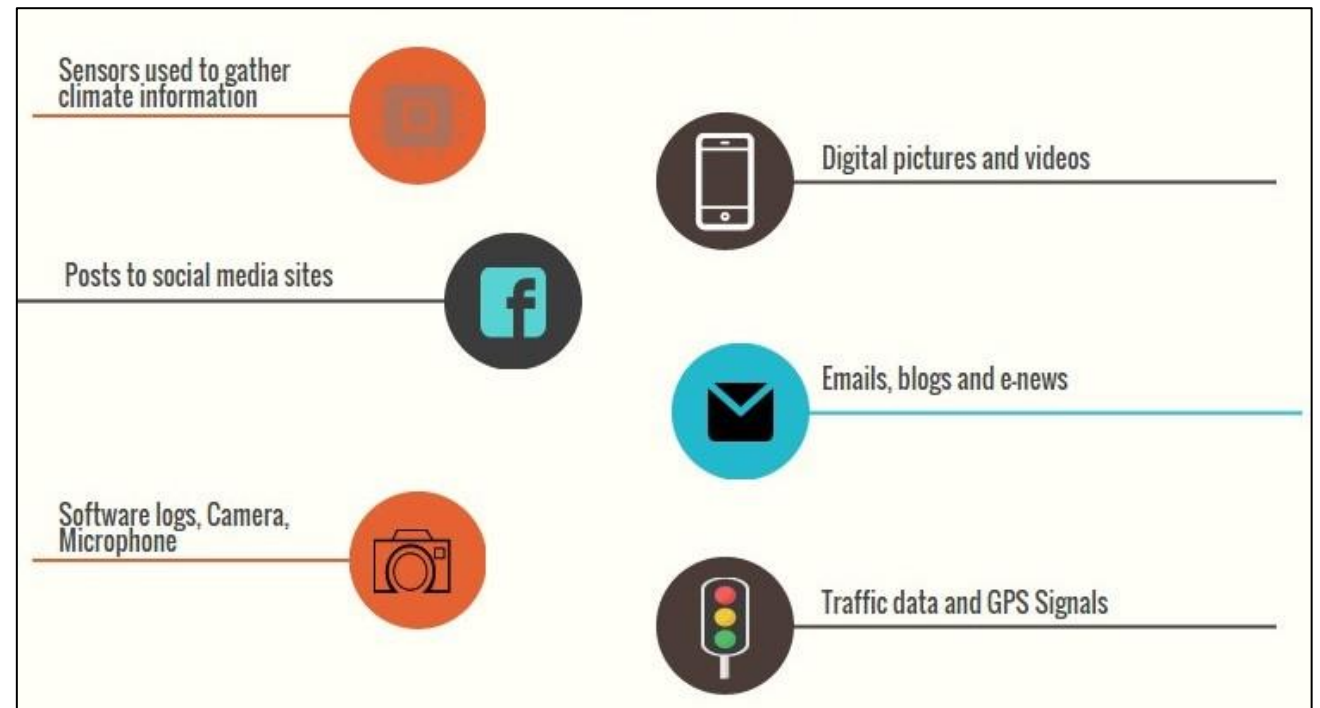 Sensors used to gather
climate information
Digital pictures and videos
Posts to social media sites
Emails, blogs and e-news
Software logs, Camera,
Microphone
Traffic data and GPS Signals